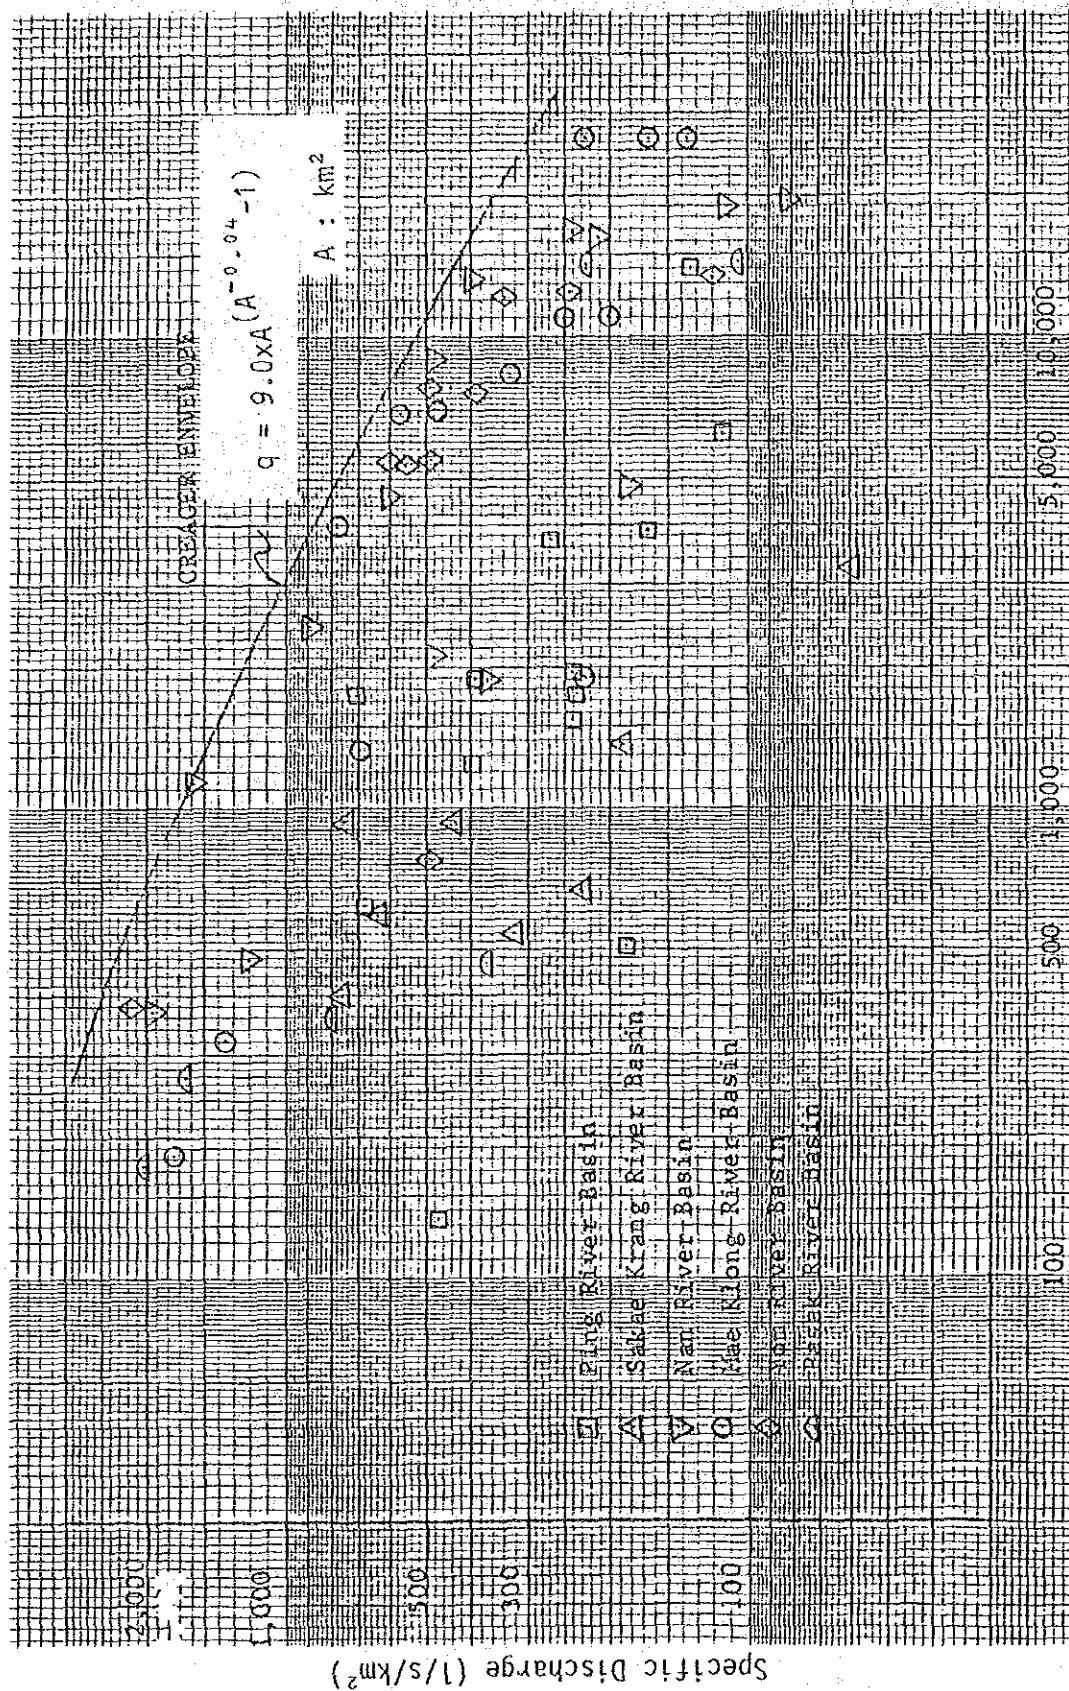 CREAGER ENVELOPE
q = 9.0xA^(A^-0.04 -1)
A : km²
Specific Discharge (l/s/km²)
2,000
1,000
500
300
100
Ping River Basin
Sakae Krang River Basin
Nan River Basin
Mae Klong River Basin
Yon River Basin
Pasak River Basin
100
500
1,000
5,000
10,000